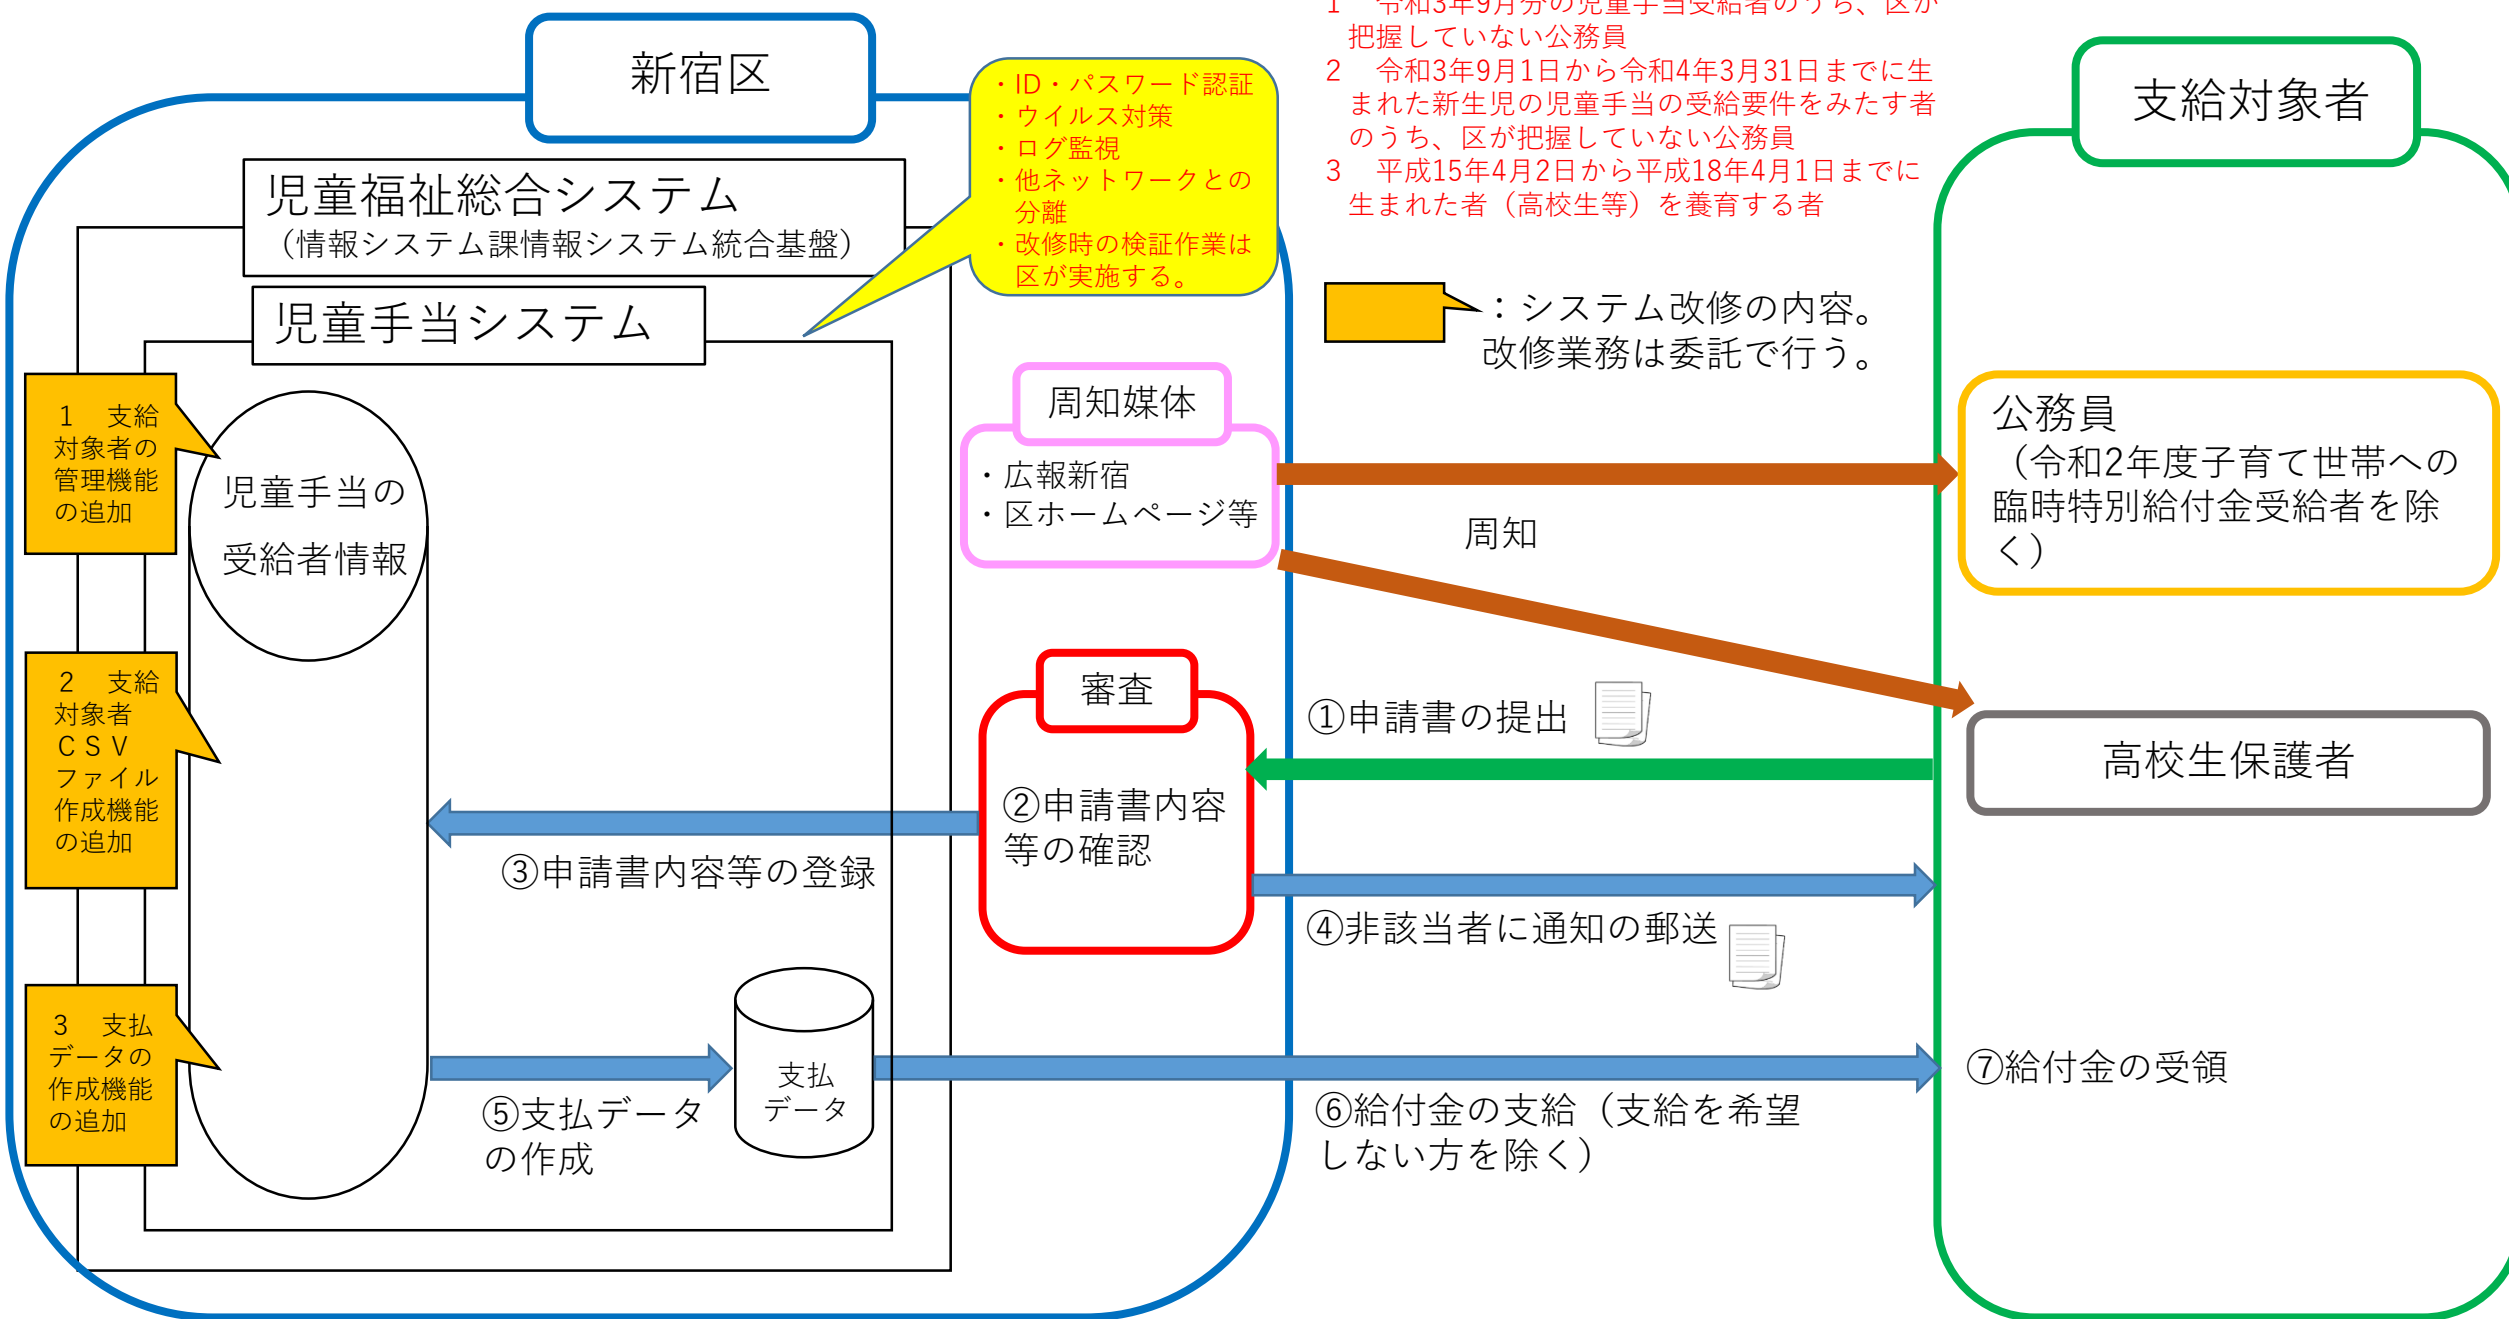 新宿区
・ID・パスワード認証
・ウイルス対策
・ログ監視
・他ネットワークとの
分離
・改修時の検証作業は
区が実施する。
1　令和3年9月分の児童手当受給者のうち、区が
把握していない公務員
2　令和3年9月1日から令和4年3月31日までに生
まれた新生児の児童手当の受給要件をみたす者
のうち、区が把握していない公務員
3　平成15年4月2日から平成18年4月1日までに
生まれた者（高校生等）を養育する者
支給対象者
児童福祉総合システム
（情報システム課情報システム統合基盤）
児童手当システム
：システム改修の内容。
改修業務は委託で行う。
１　支給
対象者の
管理機能
の追加
児童手当の
受給者情報
周知媒体
・広報新宿
・区ホームページ等
周知
公務員
（令和2年度子育て世帯への
臨時特別給付金受給者を除
く）
２　支給
対象者
ＣＳＶ
ファイル
作成機能
の追加
審査
②申請書内容
等の確認
①申請書の提出
高校生保護者
③申請書内容等の登録
④非該当者に通知の郵送
３　支払
データの
作成機能
の追加
⑤支払データ
の作成
支払
データ
⑥給付金の支給（支給を希望
しない方を除く）
⑦給付金の受領